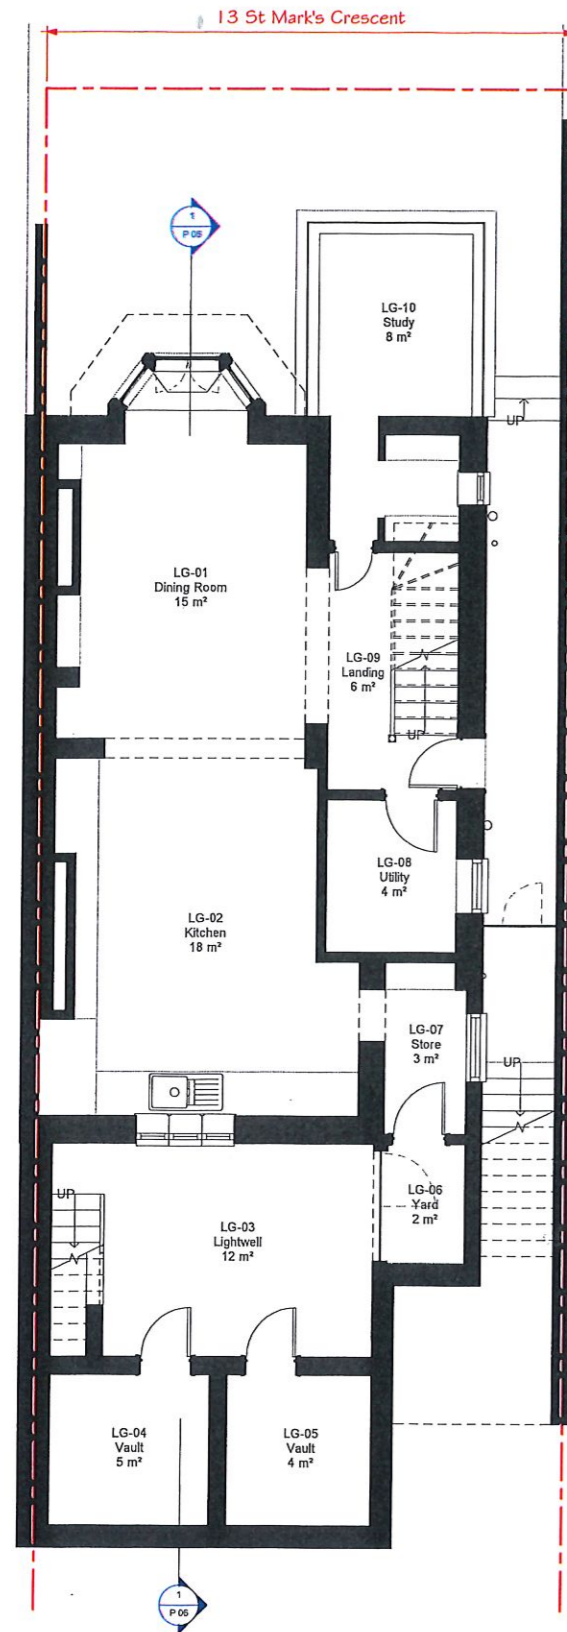 13 St Mark's Crescent
1
P 05
LG-10
Study
8 m²
UP
LG-01
Dining Room
15 m²
LG-09
Landing
6 m²
UP
LG-08
Utility
4 m²
LG-02
Kitchen
18 m²
LG-07
Store
3 m²
UP
LG-06
Yard
2 m²
UP
LG-03
Lightwell
12 m²
LG-04
Vault
5 m²
LG-05
Vault
4 m²
1
P 05